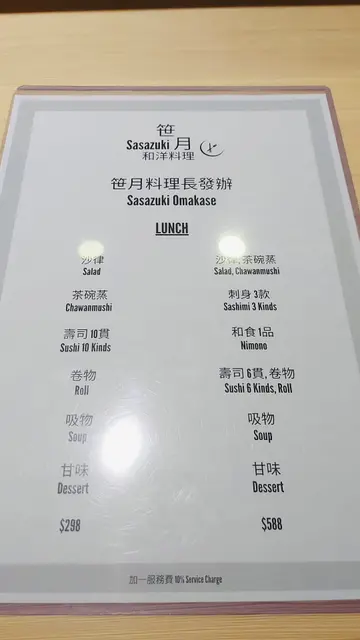 笹月
Sasazuki
和洋料理
笹月料理長發辦
Sasazuki Omakase
LUNCH
沙律
Salad
茶碗蒸
Chawanmushi
壽司10貫
Sushi 10 Kinds
卷物
Roll
吸物
Soup
甘味
Dessert
$298
沙律,茶碗蒸
Salad, Chawanmushi
刺身3款
Sashimi 3 Kinds
和食1品
Nimono
壽司6貫,卷物
Sushi 6 Kinds, Roll
吸物
Soup
甘味
Dessert
$588
加一服務費 10% Service Charge